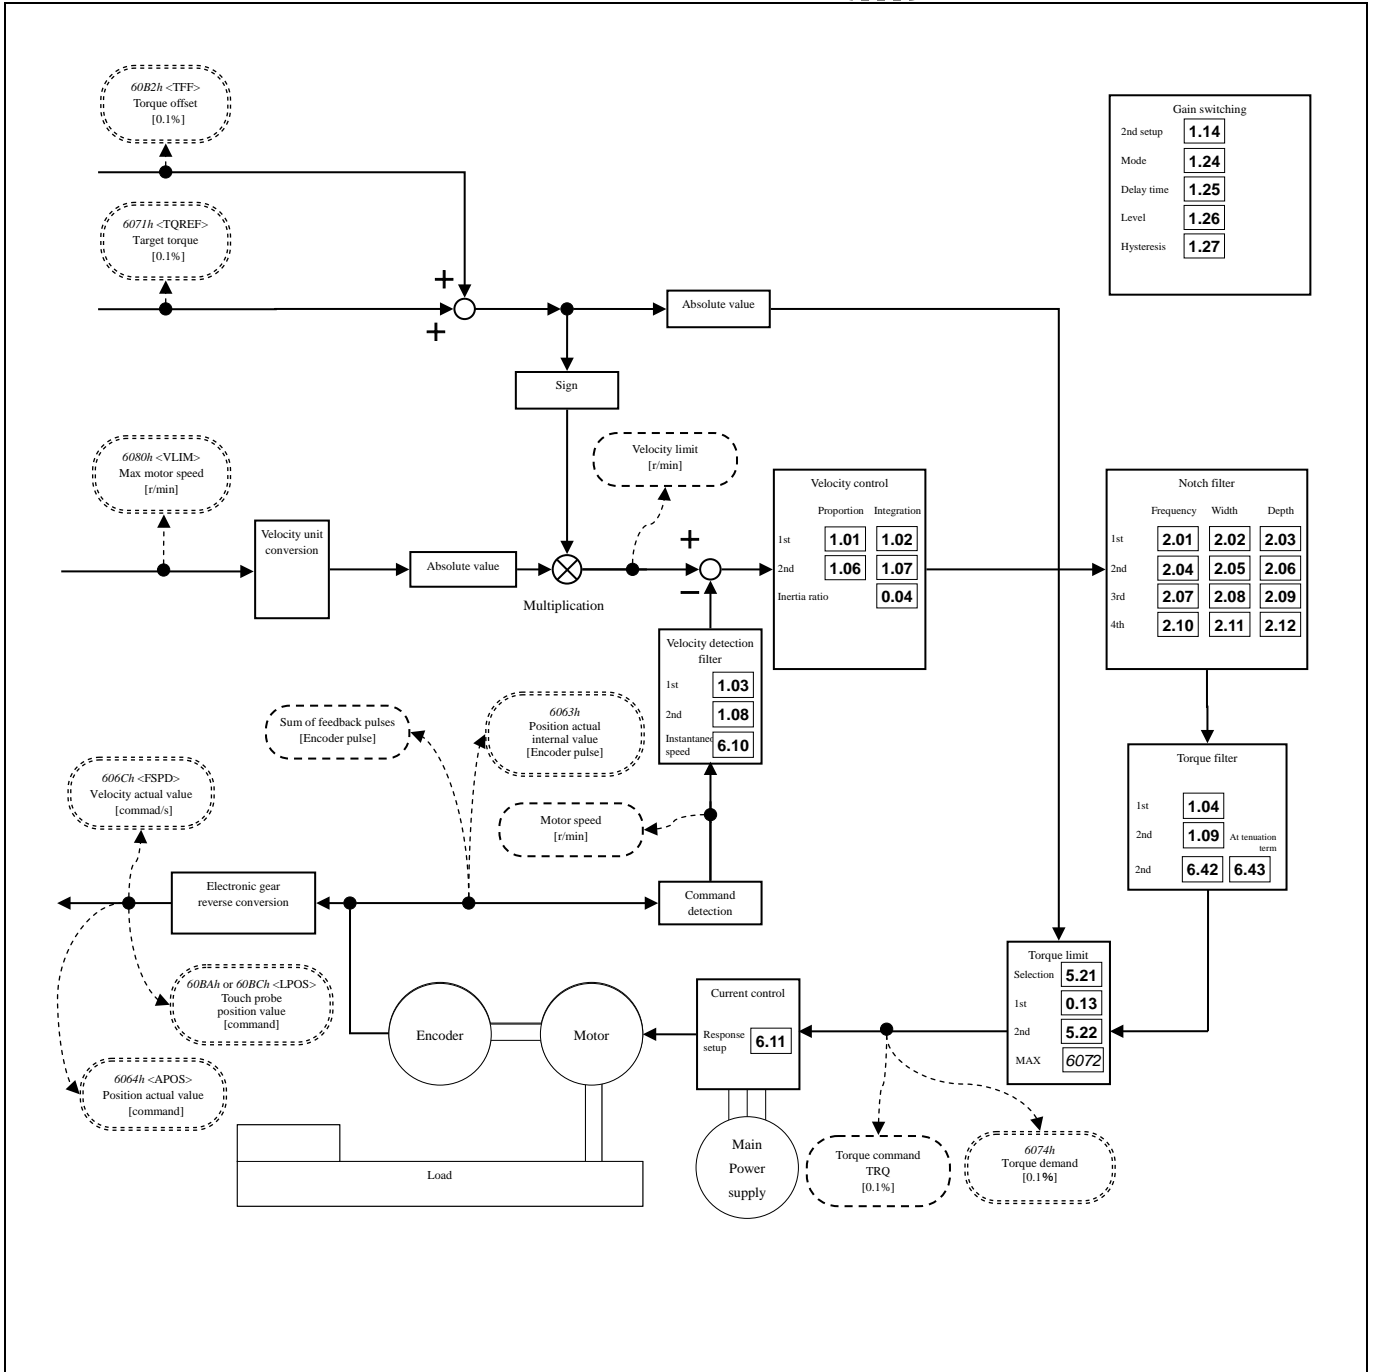 60B2h <TFF>
Torque offset
[0.1%]
6071h <TQREF>
Target torque
[0.1%]
+
+
Absolute value
Sign
Gain switching
2nd setup 1.14
Mode 1.24
Delay time 1.25
Level 1.26
Hysteresis 1.27
6080h <VLIM>
Max motor speed
[r/min]
Velocity unit
conversion
Absolute value
Multiplication
Velocity limit
[r/min]
+
−
Velocity control
Proportion Integration
1st 1.01 1.02
2nd 1.06 1.07
Inertia ratio 0.04
Notch filter
Frequency Width Depth
1st 2.01 2.02 2.03
2nd 2.04 2.05 2.06
3rd 2.07 2.08 2.09
4th 2.10 2.11 2.12
Velocity detection
filter
1st 1.03
2nd 1.08
Instantaneo
speed 6.10
Sum of feedback pulses
[Encoder pulse]
6063h
Position actual
internal value
[Encoder pulse]
Motor speed
[r/min]
606Ch <FSPD>
Velocity actual value
[commad/s]
Electronic gear
reverse conversion
Command
detection
Torque filter
1st 1.04
2nd 1.09 At tenuation
term
2nd 6.42 6.43
60BAh or 60BCh <LPOS>
Touch probe
position value
[command]
6064h <APOS>
Position actual value
[command]
Encoder
Motor
Current control
Response
setup 6.11
Torque limit
Selection 5.21
1st 0.13
2nd 5.22
MAX 6072
Load
Main
Power
supply
Torque command
TRQ
[0.1%]
6074h
Torque demand
[0.1%]